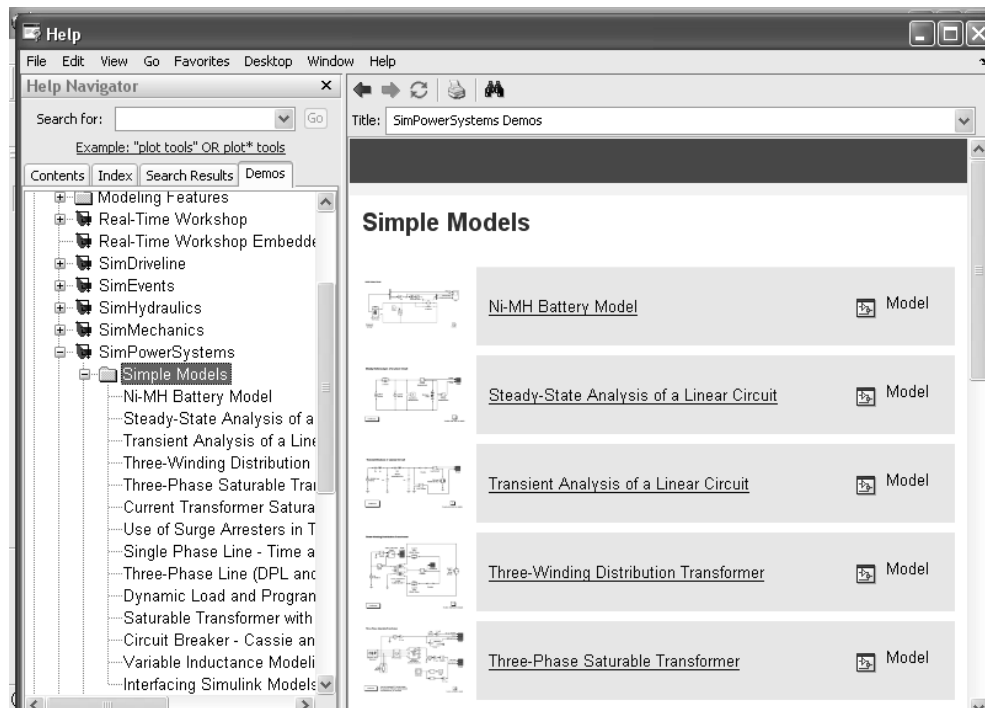 Help
File Edit View Go Favorites Desktop Window Help
Help Navigator
Search for: Go
Example: "plot tools" OR plot* tools
Contents Index Search Results Demos
Modeling Features
Real-Time Workshop
Real-Time Workshop Embedde
SimDriveline
SimEvents
SimHydraulics
SimMechanics
SimPowerSystems
Simple Models
Ni-MH Battery Model
Steady-State Analysis of a
Transient Analysis of a Line
Three-Winding Distribution
Three-Phase Saturable Tra
Current Transformer Satura
Use of Surge Arresters in T
Single Phase Line - Time a
Three-Phase Line (DPL and
Dynamic Load and Program
Saturable Transformer with
Circuit Breaker - Cassie an
Variable Inductance Modeli
Interfacing Simulink Models
Title: SimPowerSystems Demos
Simple Models
Ni-MH Battery Model Model
Steady-State Analysis of a Linear Circuit Model
Transient Analysis of a Linear Circuit Model
Three-Winding Distribution Transformer Model
Three-Phase Saturable Transformer Model